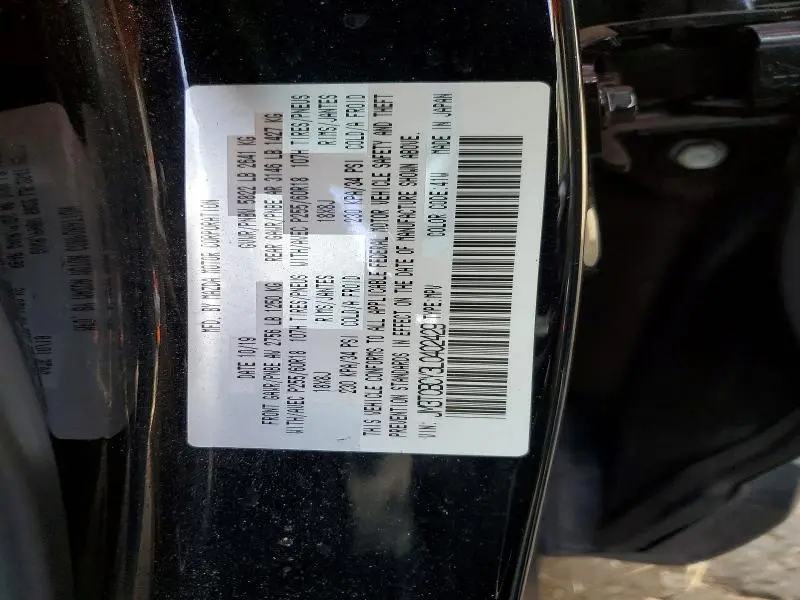 MFD. BY MAZDA MOTOR CORPORATION
DATE 10/19 GVWR/PNBV 5822 LB 2641 KG
FRONT GAWR/PNBE AV 2756 LB 1250 KG REAR GAWR/PNBE AR 3146 LB 1427 KG
WITH/AVEC P255/60R18 107H TIRES/PNEUS WITH/AVEC P255/60R18 107H TIRES/PNEUS
18X8J RIMS/JANTES 18X8J RIMS/JANTES
230 KPA/34 PSI COLD/A FROID 230 KPA/34 PSI COLD/A FROID
THIS VEHICLE CONFORMS TO ALL APPLICABLE FEDERAL MOTOR VEHICLE SAFETY AND THEFT
PREVENTION STANDARDS IN EFFECT ON THE DATE OF MANUFACTURE SHOWN ABOVE.
VIN: JM3TCBCY3L0402429 TYPE:MPV COLOR CODE:41W MADE IN JAPAN